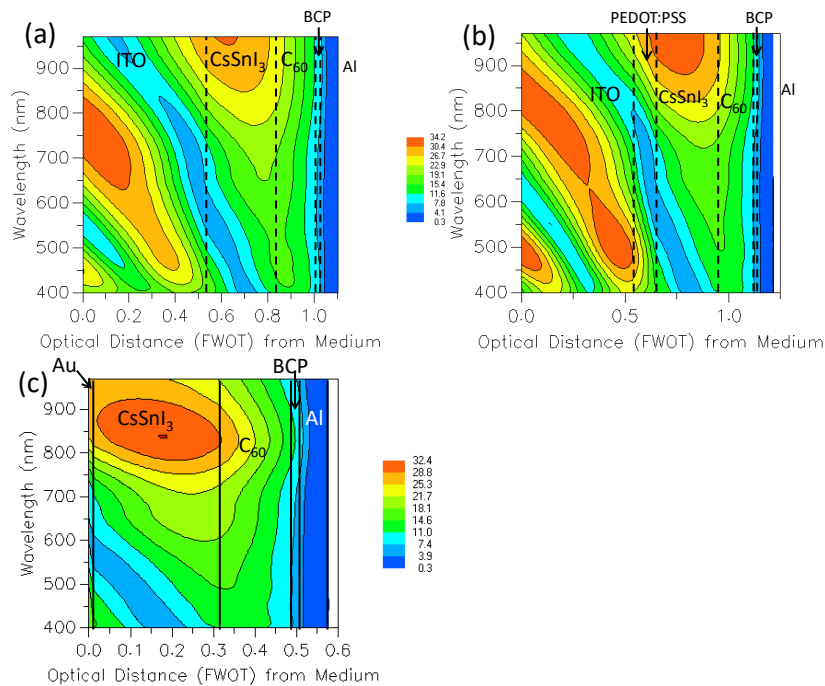 (a)
BCP
ITO
CsSnI₃
C₆₀
Al
900
800
700
600
500
400
Wavelength (nm)
0.0 0.2 0.4 0.6 0.8 1.0
Optical Distance (FWOT) from Medium
34.2
30.4
26.7
22.9
19.1
15.4
11.6
7.8
4.1
0.3
(b)
PEDOT:PSS
BCP
ITO
CsSnI₃
C₆₀
Al
900
800
700
600
500
400
Wavelength (nm)
0.0 0.5 1.0
Optical Distance (FWOT) from Medium
(c)
Au
BCP
CsSnI₃
C₆₀
Al
900
800
700
600
500
400
Wavelength (nm)
0.0 0.1 0.2 0.3 0.4 0.5 0.6
Optical Distance (FWOT) from Medium
32.4
28.8
25.3
21.7
18.1
14.6
11.0
7.4
3.9
0.3